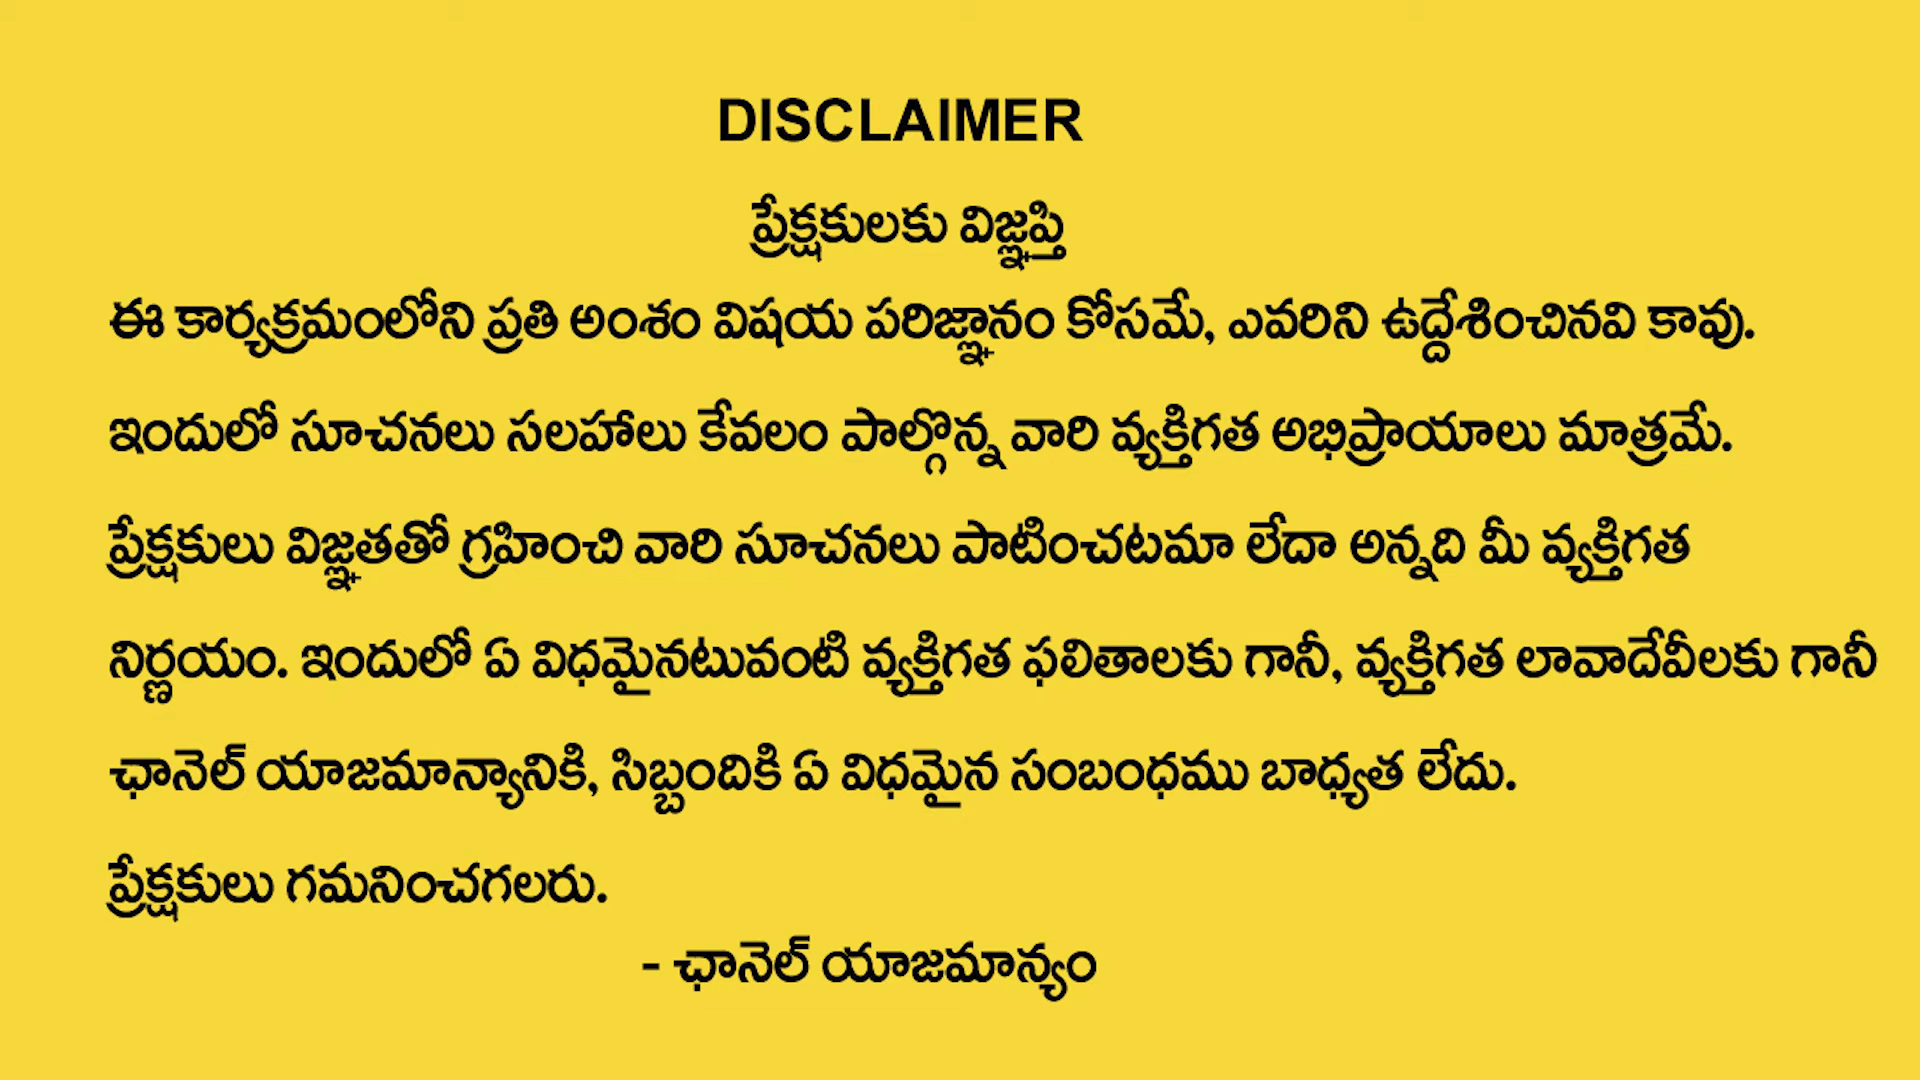 DISCLAIMER
ప్రేక్షకులకు విజ్ఞప్తి
ఈ కార్యక్రమంలోని ప్రతి అంశం విషయ పరిజ్ఞానం కోసమే, ఎవరిని ఉద్దేశించినవి కావు.
ఇందులో సూచనలు సలహాలు కేవలం పాల్గొన్న వారి వ్యక్తిగత అభిప్రాయాలు మాత్రమే.
ప్రేక్షకులు విజ్ఞతతో గ్రహించి వారి సూచనలు పాటించటమా లేదా అన్నది మీ వ్యక్తిగత
నిర్ణయం. ఇందులో ఏ విధమైనటువంటి వ్యక్తిగత ఫలితాలకు గానీ, వ్యక్తిగత లావాదేవీలకు గానీ
ఛానెల్ యాజమాన్యానికి, సిబ్బందికి ఏ విధమైన సంబంధము బాధ్యత లేదు.
ప్రేక్షకులు గమనించగలరు.
- ఛానెల్ యాజమాన్యం